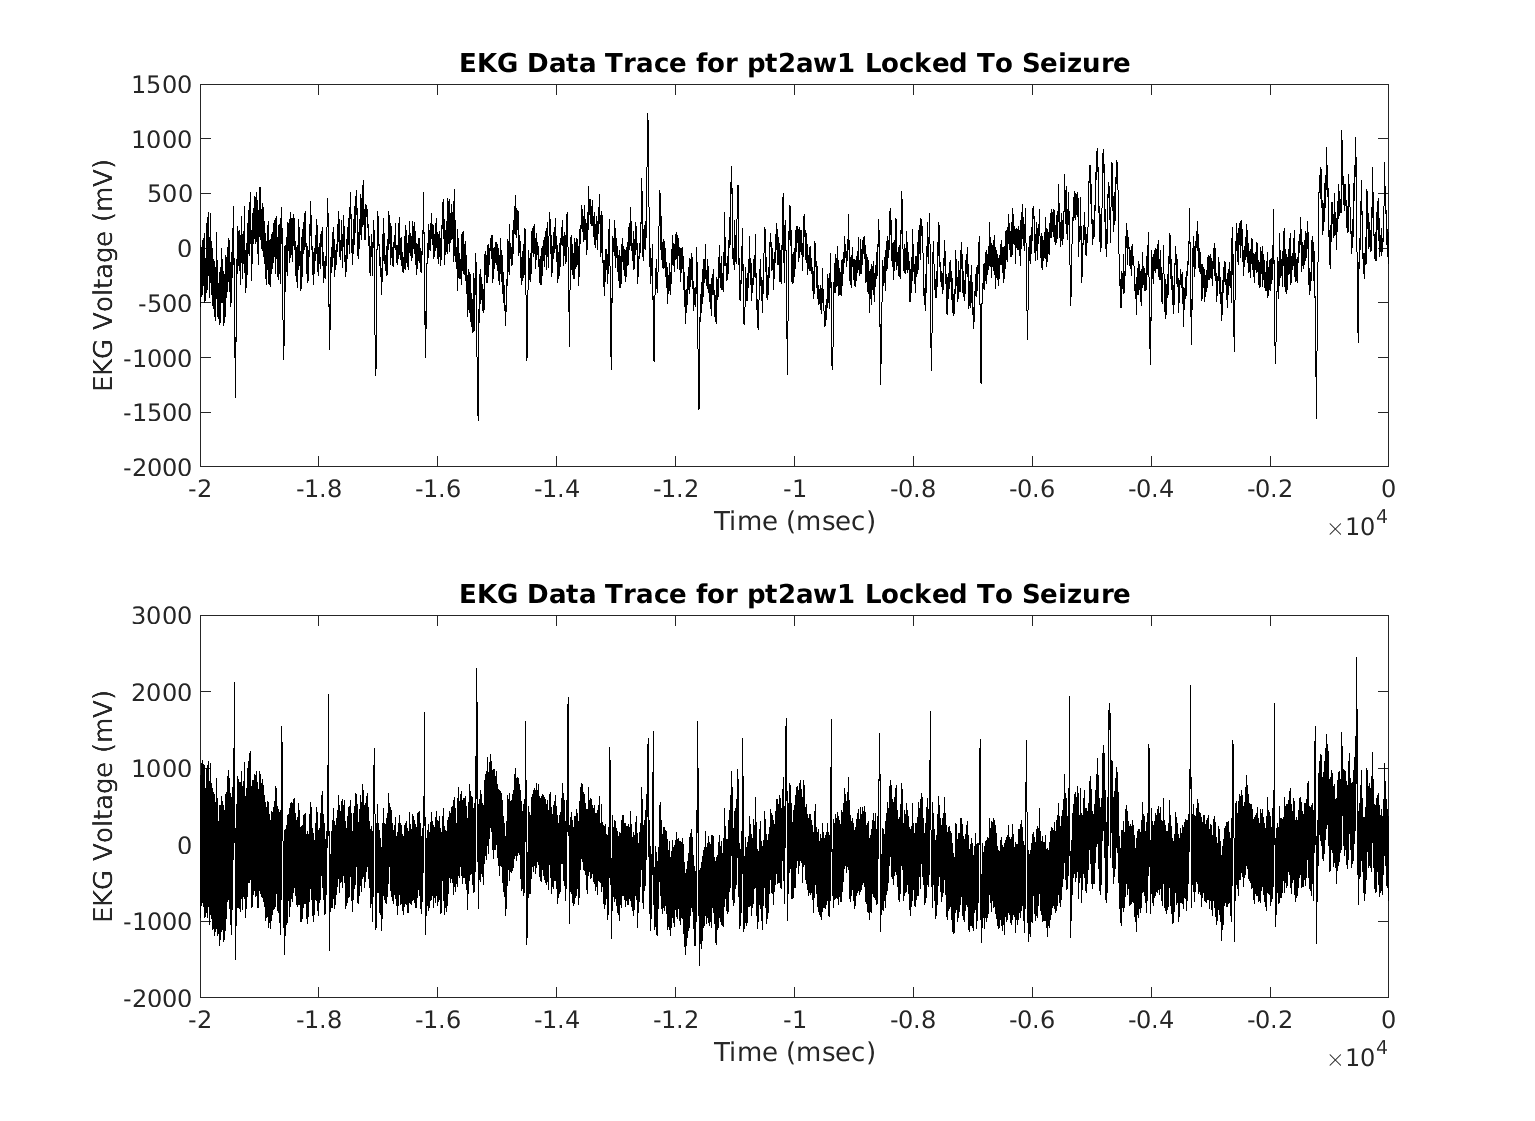 EKG Data Trace for pt2aw1 Locked To Seizure
1500
1000
500
0
-500
-1000
-1500
-2000
EKG Voltage (mV)
-2 -1.8 -1.6 -1.4 -1.2 -1 -0.8 -0.6 -0.4 -0.2 0
Time (msec)
×10^4
EKG Data Trace for pt2aw1 Locked To Seizure
3000
2000
1000
0
-1000
-2000
EKG Voltage (mV)
-2 -1.8 -1.6 -1.4 -1.2 -1 -0.8 -0.6 -0.4 -0.2 0
Time (msec)
×10^4